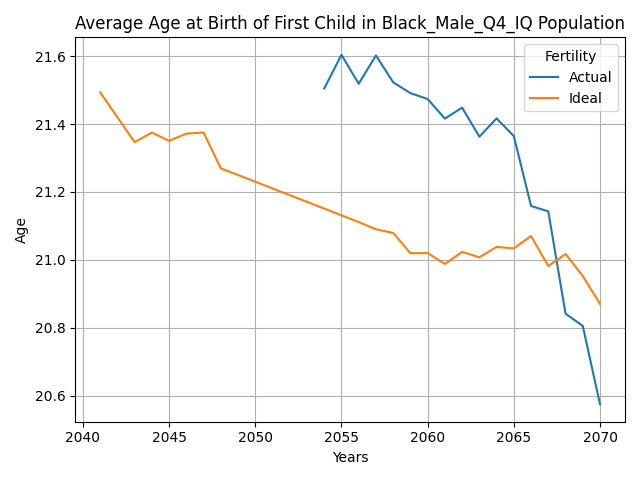 Average Age at Birth of First Child in Black_Male_Q4_IQ Population
Fertility
Actual
Ideal
21.6
21.4
21.2
21.0
20.8
20.6
Age
2040
2045
2050
2055
2060
2065
2070
Years